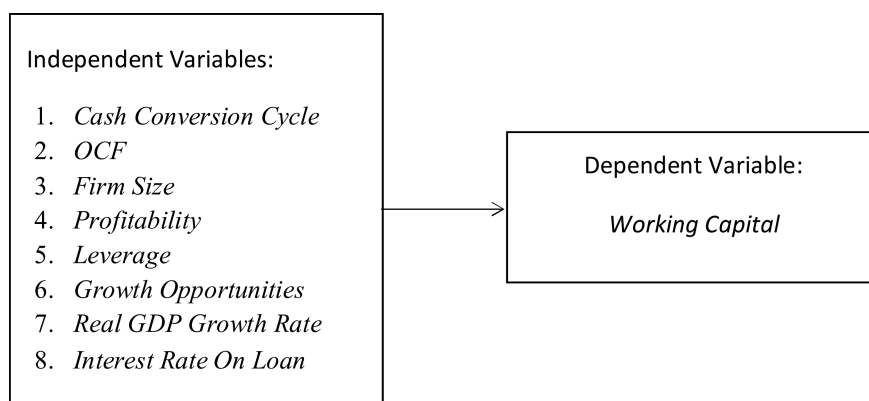 Independent Variables:
1. Cash Conversion Cycle
2. OCF
3. Firm Size
4. Profitability
5. Leverage
6. Growth Opportunities
7. Real GDP Growth Rate
8. Interest Rate On Loan
Dependent Variable:
Working Capital